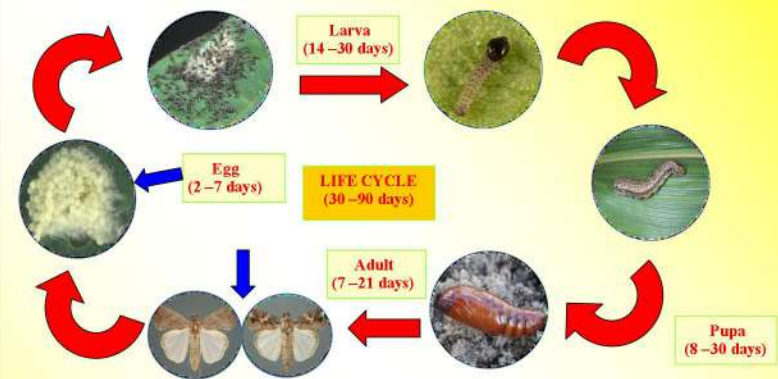 Larva
(14 –30 days)
Egg
(2 –7 days)
LIFE CYCLE
(30 –90 days)
Adult
(7 –21 days)
Pupa
(8 –30 days)